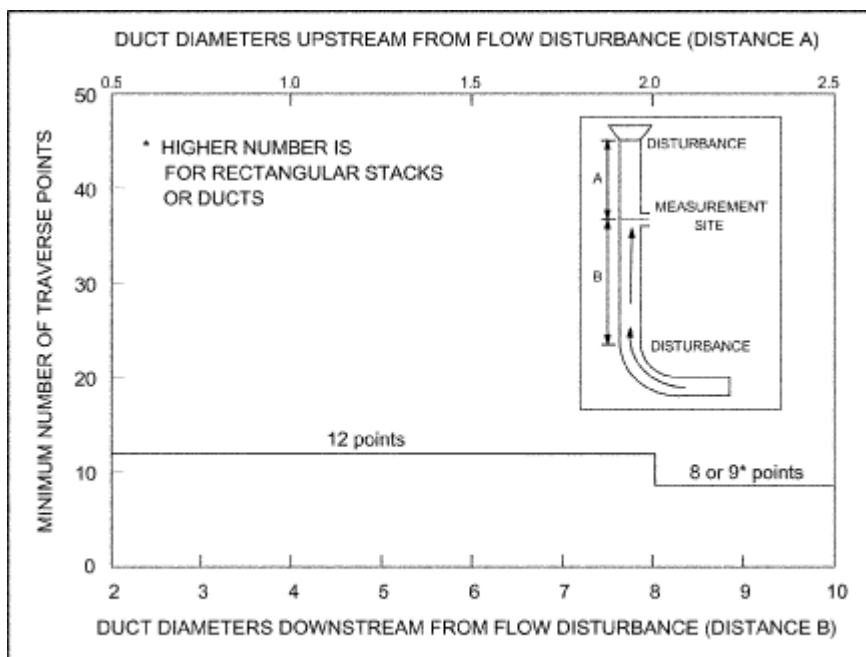 DUCT DIAMETERS UPSTREAM FROM FLOW DISTURBANCE (DISTANCE A)
0.5 1.0 1.5 2.0 2.5
50
* HIGHER NUMBER IS
FOR RECTANGULAR STACKS
OR DUCTS
DISTURBANCE
A
MEASUREMENT
SITE
B
DISTURBANCE
40
30
20
10
0
MINIMUM NUMBER OF TRAVERSE POINTS
12 points
8 or 9* points
2 3 4 5 6 7 8 9 10
DUCT DIAMETERS DOWNSTREAM FROM FLOW DISTURBANCE (DISTANCE B)